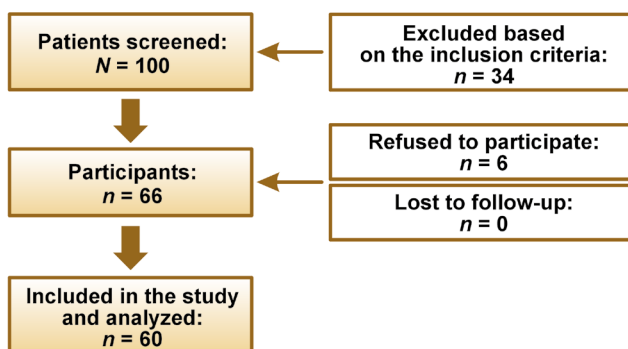 Patients screened:
N = 100
Excluded based
on the inclusion criteria:
n = 34
Participants:
n = 66
Refused to participate:
n = 6
Lost to follow-up:
n = 0
Included in the study
and analyzed:
n = 60